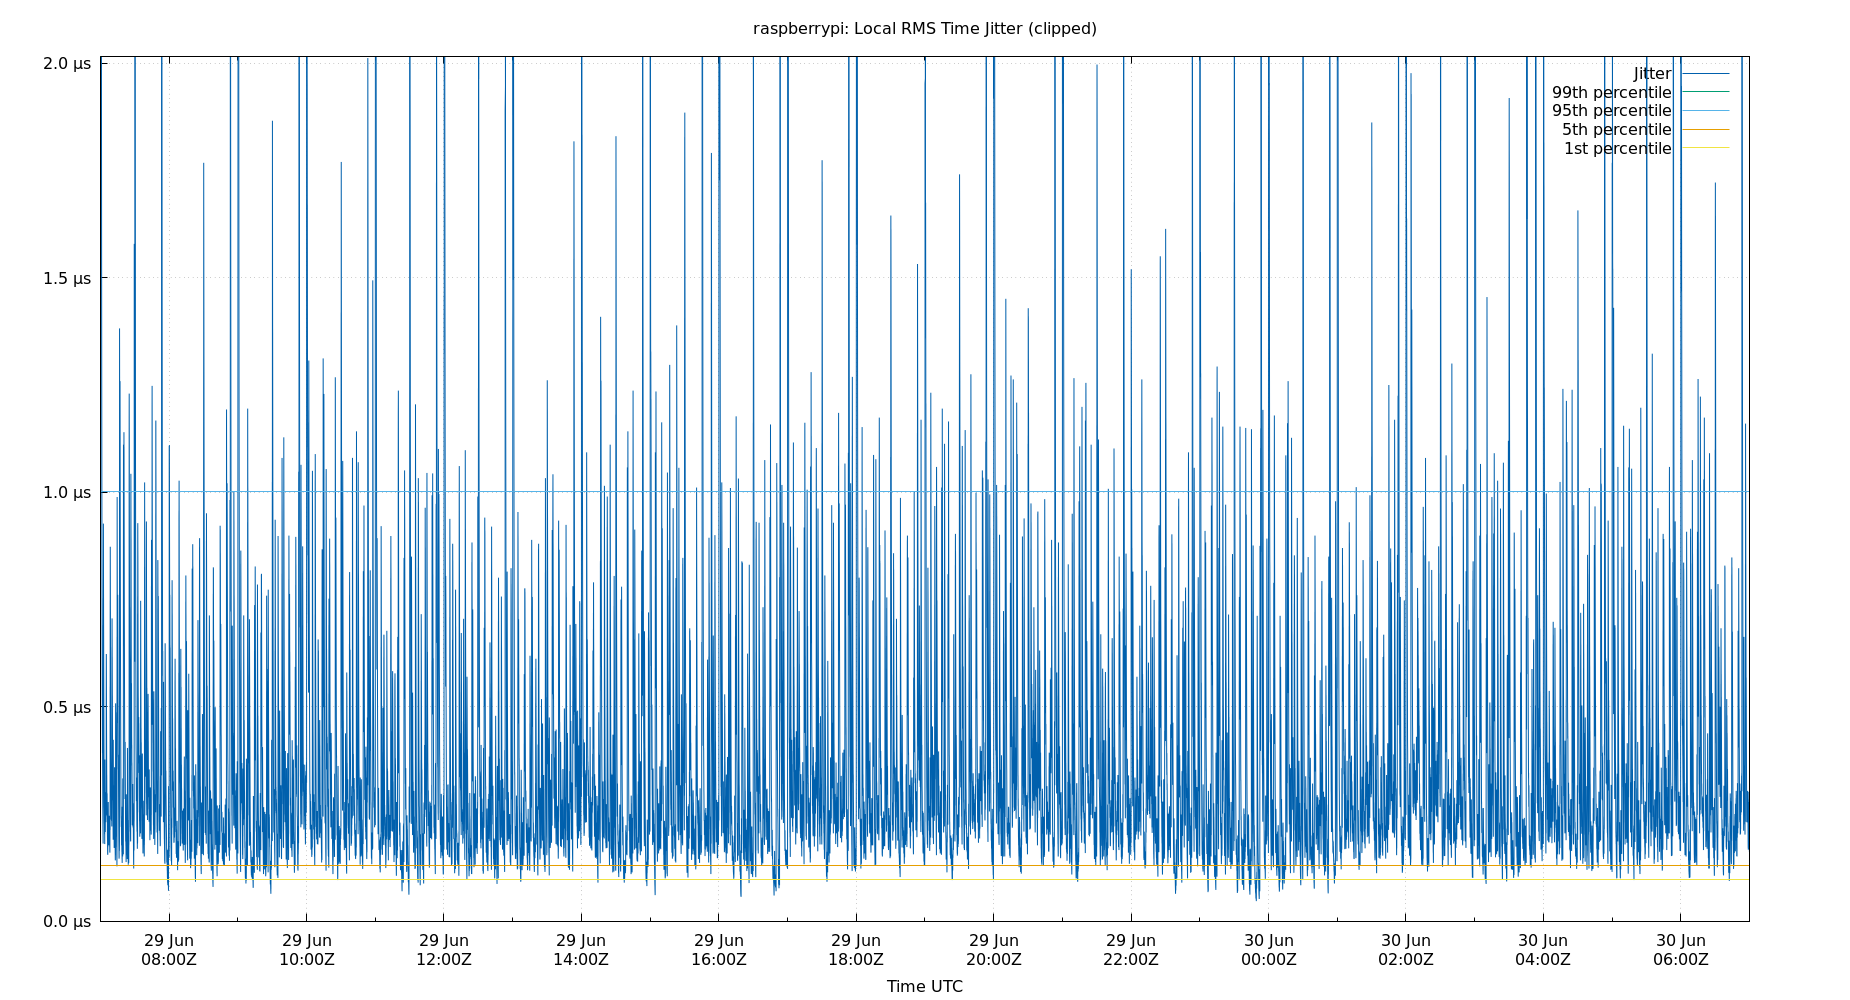 raspberrypi: Local RMS Time Jitter (clipped)
2.0 µs
1.5 µs
1.0 µs
0.5 µs
0.0 µs
Jitter
99th percentile
95th percentile
5th percentile
1st percentile
29 Jun 29 Jun 29 Jun 29 Jun 29 Jun 29 Jun 29 Jun 29 Jun 30 Jun 30 Jun 30 Jun 30 Jun
08:00Z 10:00Z 12:00Z 14:00Z 16:00Z 18:00Z 20:00Z 22:00Z 00:00Z 02:00Z 04:00Z 06:00Z
Time UTC